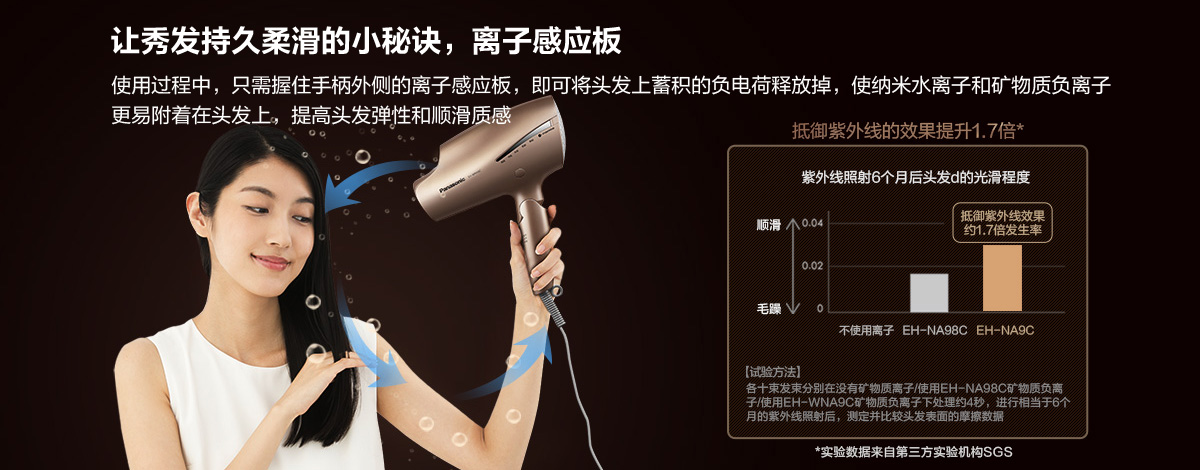 让秀发持久柔滑的小秘诀，离子感应板
使用过程中，只需握住手柄外侧的离子感应板，即可将头发上蓄积的负电荷释放掉，使纳米水离子和矿物质负离子
更易附着在头发上，提高头发弹性和顺滑质感
Panasonic
抵御紫外线的效果提升1.7倍*
紫外线照射6个月后头发d的光滑程度
抵御紫外线效果
约1.7倍发生率
顺滑
0.04
0.02
毛躁
0
不使用离子 EH-NA98C EH-NA9C
【试验方法】
各十束发束分别在没有矿物质离子/使用EH-NA98C矿物质负离
子/使用EH-WNA9C矿物质负离子下处理约4秒，进行相当于6个
月的紫外线照射后，测定并比较头发表面的摩擦数据
*实验数据来自第三方实验机构SGS